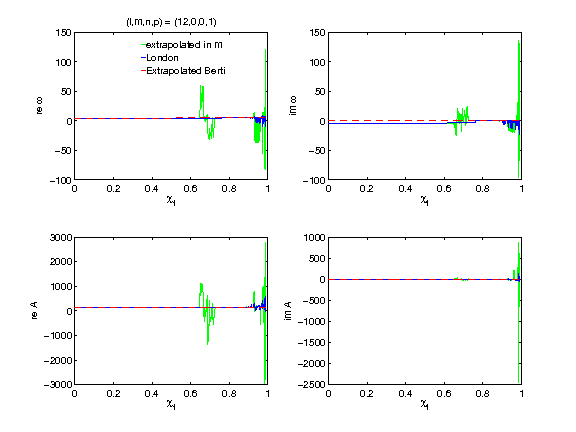 (l,m,n,p) = (12,0,0,1)
150
100
50
0
−50
−100
re ω
0 0.2 0.4 0.6 0.8 1
χf
extrapolated in M
London
Extrapolated Berti
150
100
50
0
−50
−100
im ω
0 0.2 0.4 0.6 0.8 1
χf
3000
2000
1000
0
−1000
−2000
−3000
re A
0 0.2 0.4 0.6 0.8 1
χf
1000
500
0
−500
−1000
−1500
−2000
−2500
im A
0 0.2 0.4 0.6 0.8 1
χf